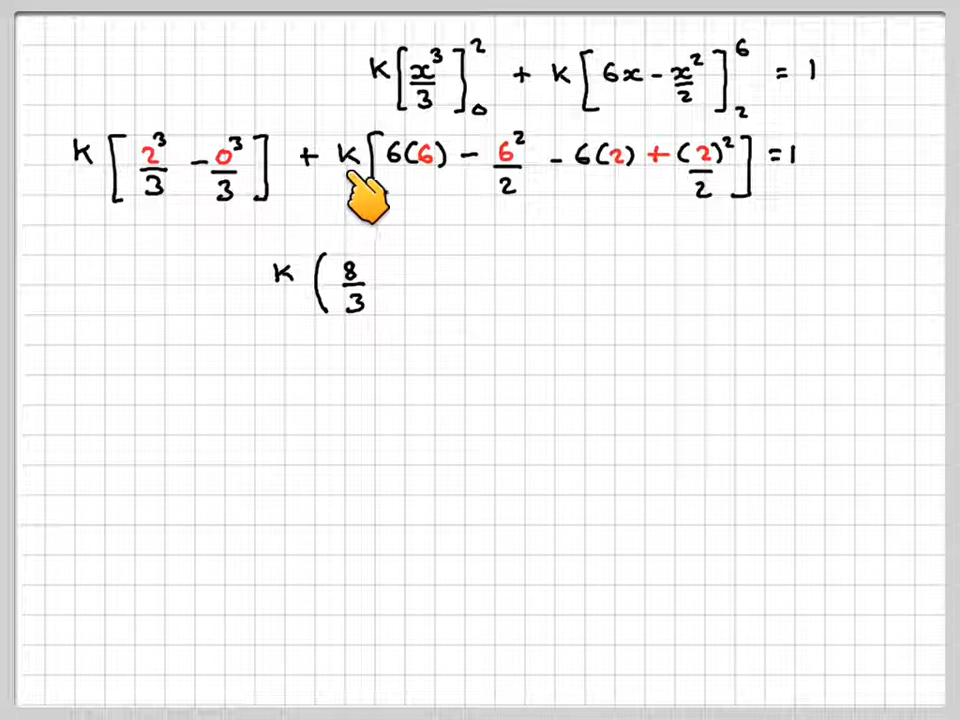 K[x³/3]₀² + K[6x - x²/2]₂⁶ = 1
K[2³/3 - 0³/3] + K[6(6) - 6²/2 - 6(2) + (2)²/2] = 1
K(8/3